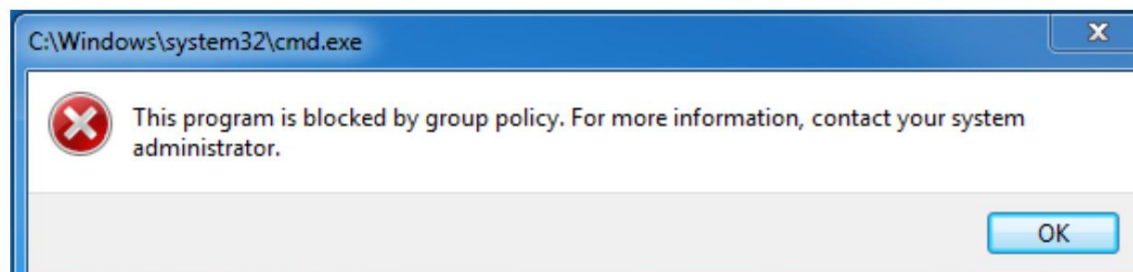 C:\Windows\system32\cmd.exe
This program is blocked by group policy. For more information, contact your system
administrator.
OK